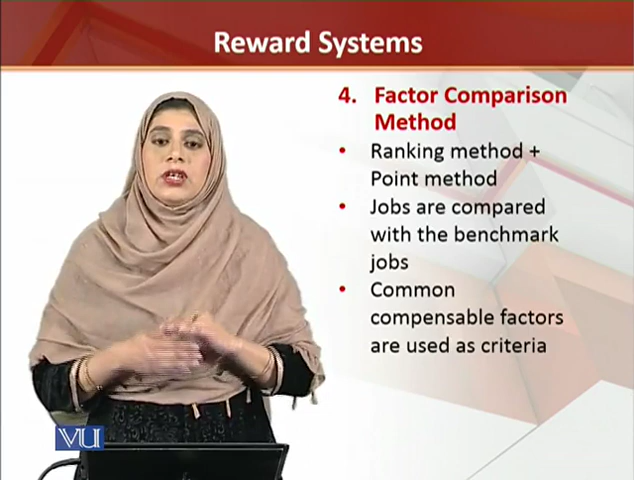 Reward Systems
4. Factor Comparison
Method
• Ranking method +
Point method
• Jobs are compared
with the benchmark
jobs
• Common
compensable factors
are used as criteria
VU